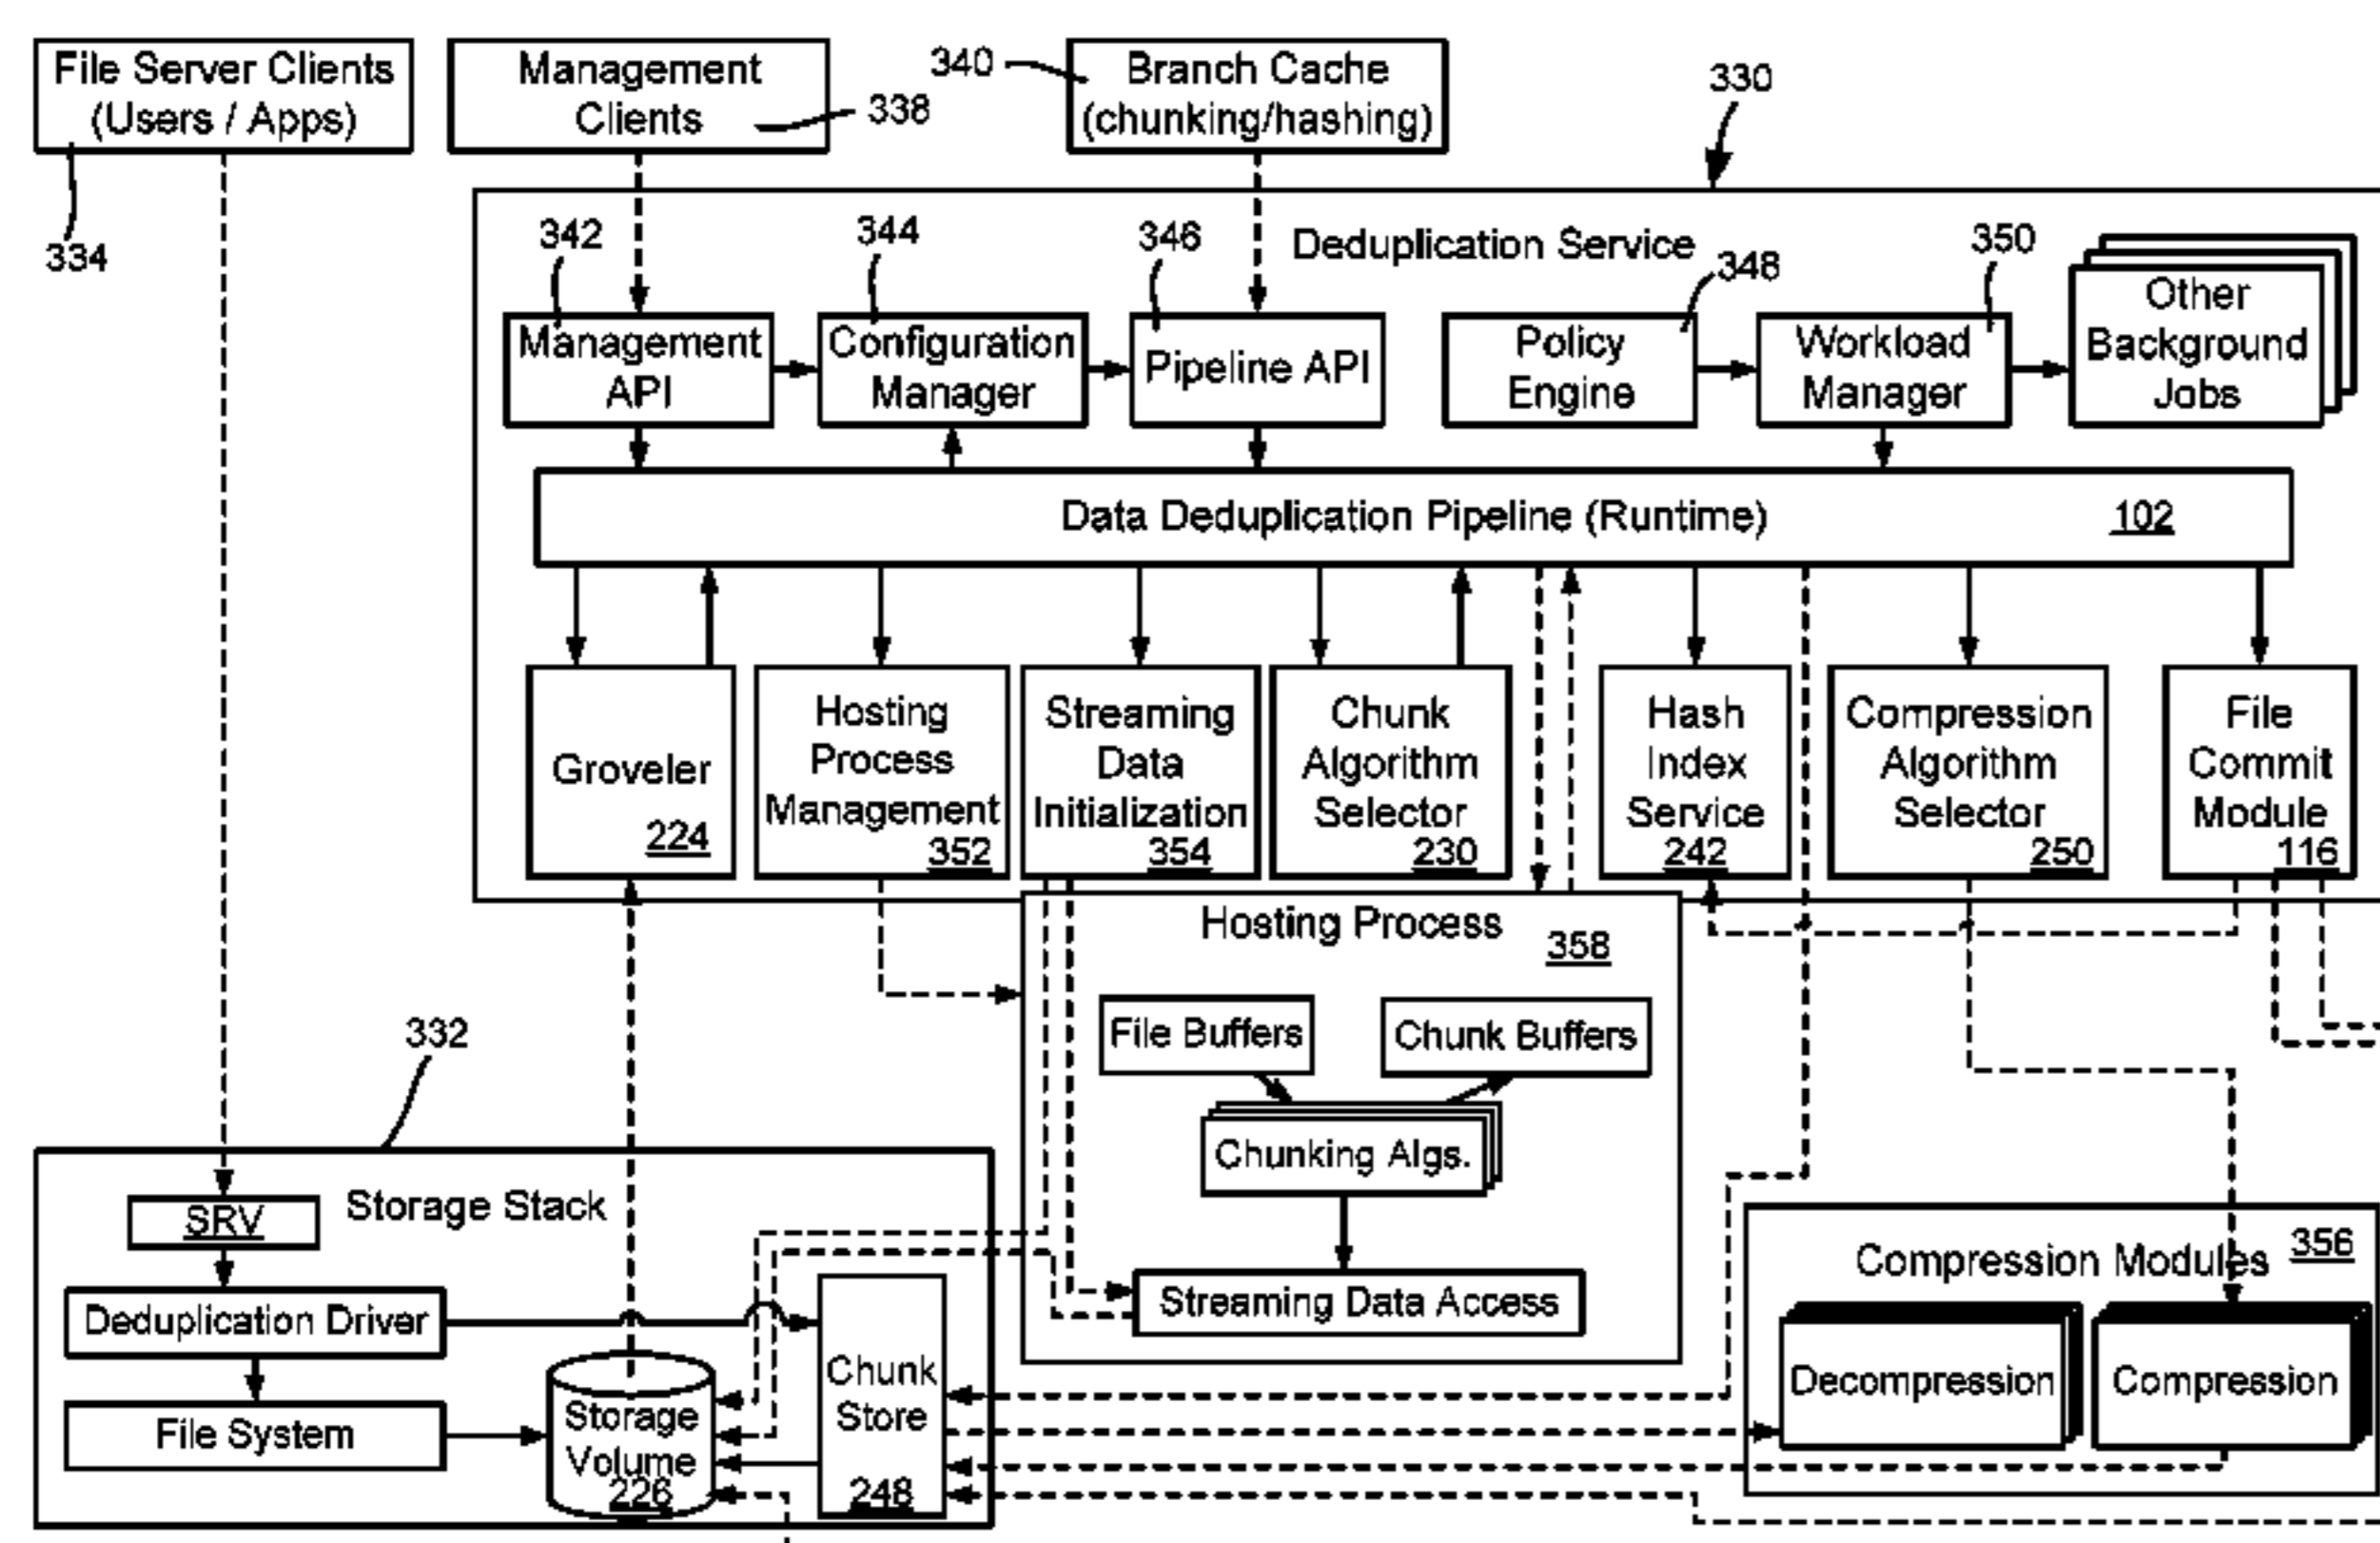 File Server Clients
(Users / Apps)
334
Management
Clients
338
340
Branch Cache
(chunking/hashing)
330
Deduplication Service
342
Management
API
344
Configuration
Manager
346
Pipeline API
348
Policy
Engine
350
Workload
Manager
Other
Background
Jobs
Data Deduplication Pipeline (Runtime)
102
Groveler
224
Hosting
Process
Management
352
Streaming
Data
Initialization
354
Chunk
Algorithm
Selector
230
Hash
Index
Service
242
Compression
Algorithm
Selector
250
File
Commit
Module
116
Hosting Process
358
File Buffers
Chunk Buffers
Chunking Algs.
Streaming Data Access
332
Storage Stack
SRV
Deduplication Driver
File System
Storage
Volume
226
Chunk
Store
248
Compression Modules
356
Decompression
Compression